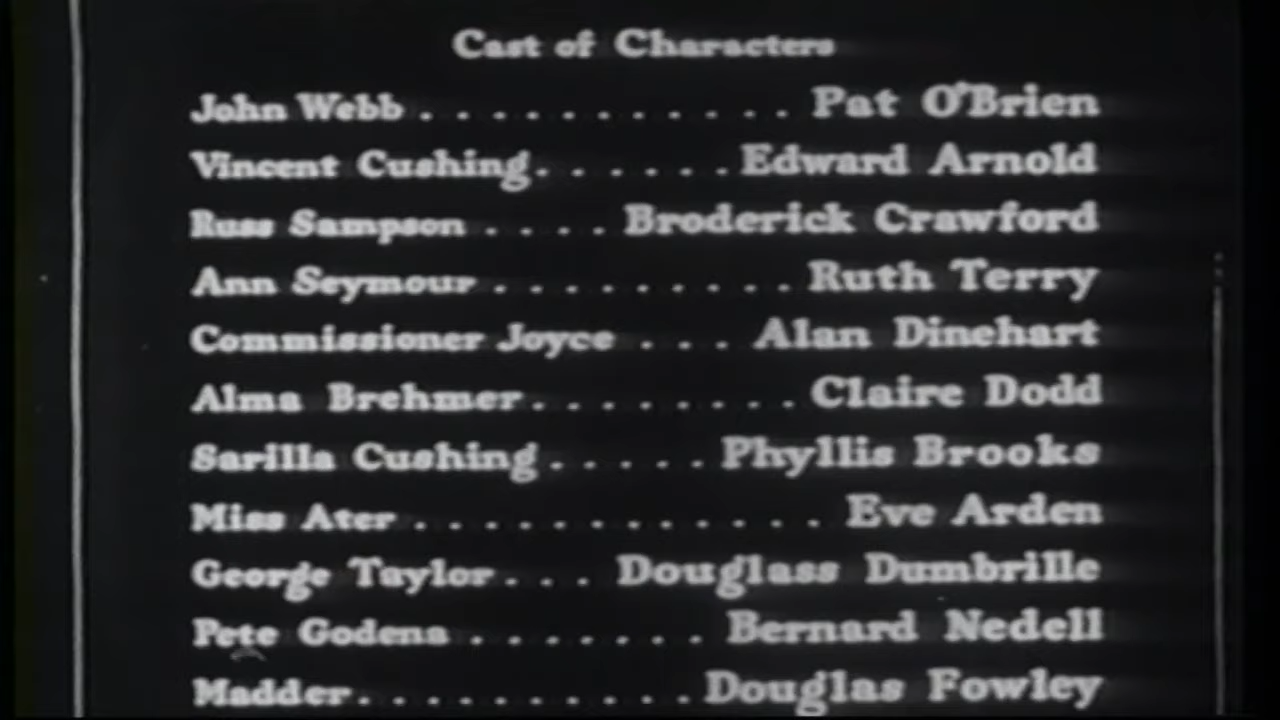 Cast of Characters
John Webb . . . . . . . . . . . Pat O'Brien
Vincent Cushing. . . . . . Edward Arnold
Russ Sampson . . . . Broderick Crawford
Ann Seymour . . . . . . . . . Ruth Terry
Commissioner Joyce . . . Alan Dinehart
Alma Brehmer. . . . . . . . Claire Dodd
Sarilla Cushing. . . . . Phyllis Brooks
Miss Ater . . . . . . . . . . . . Eve Arden
George Taylor. . . Douglass Dumbrille
Pete Godena . . . . . . . Bernard Nedell
Madder. . . . . . . . . . Douglas Fowley